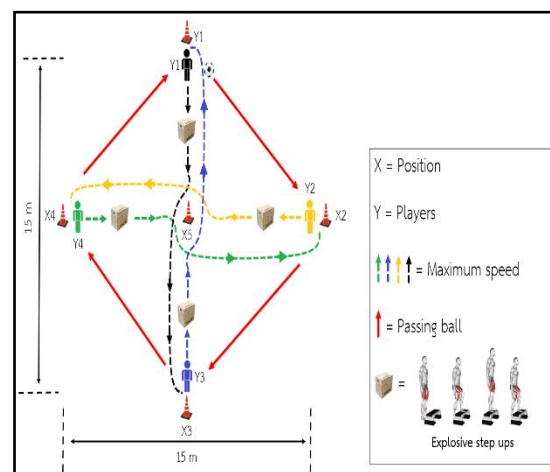 Y1
Y1
15 m
Y2
X4
X2
X5
Y4
Y3
X3
15 m
X = Position
Y = Players
= Maximum speed
= Passing ball
=
Explosive step ups